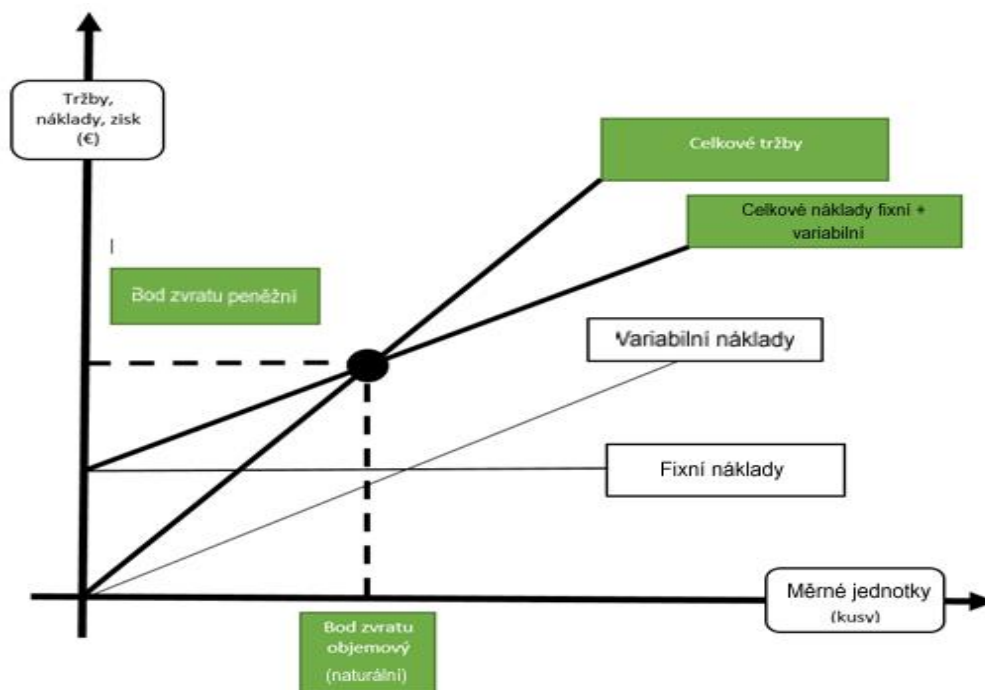 Tržby,
náklady, zisk
(€)
Celkové tržby
Celkové náklady fixní +
variabilní
Bod zvratu peněžní
Variabilní náklady
Fixní náklady
Měrné jednotky
(kusy)
Bod zvratu
objemový
(naturální)